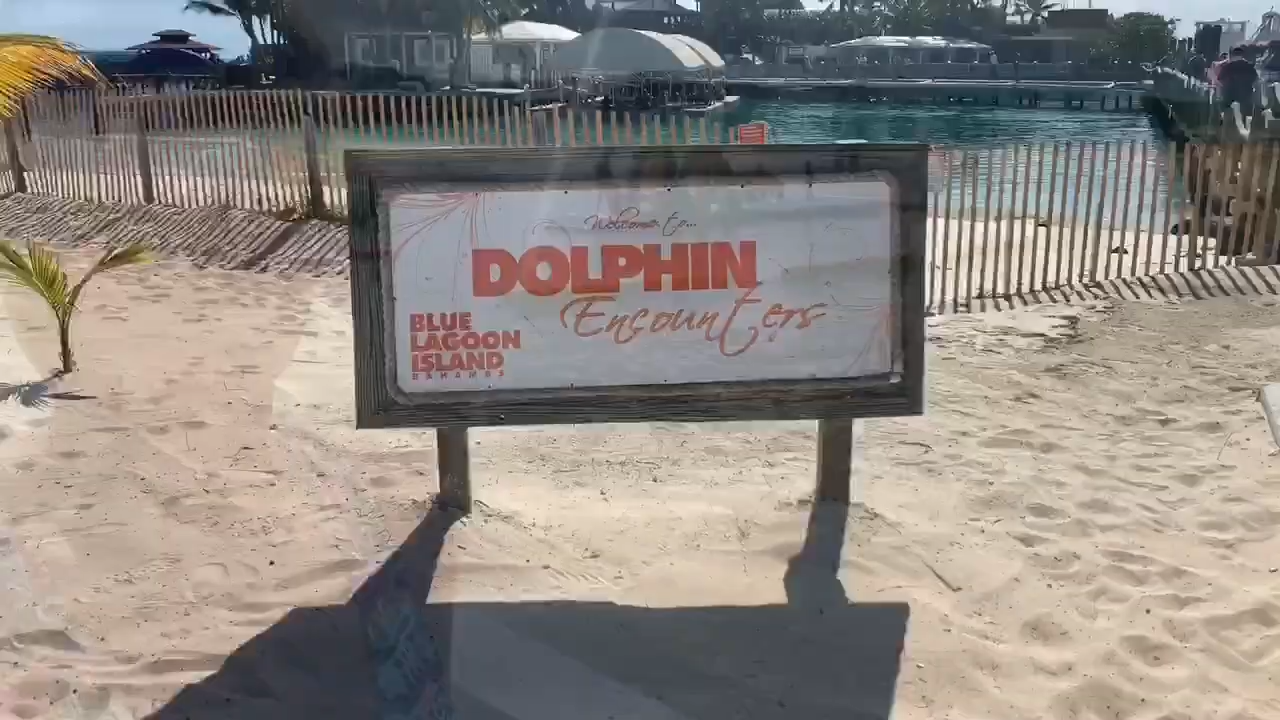 Welcome to...
DOLPHIN
Encounters
BLUE
LAGOON
ISLAND
BAHAMAS